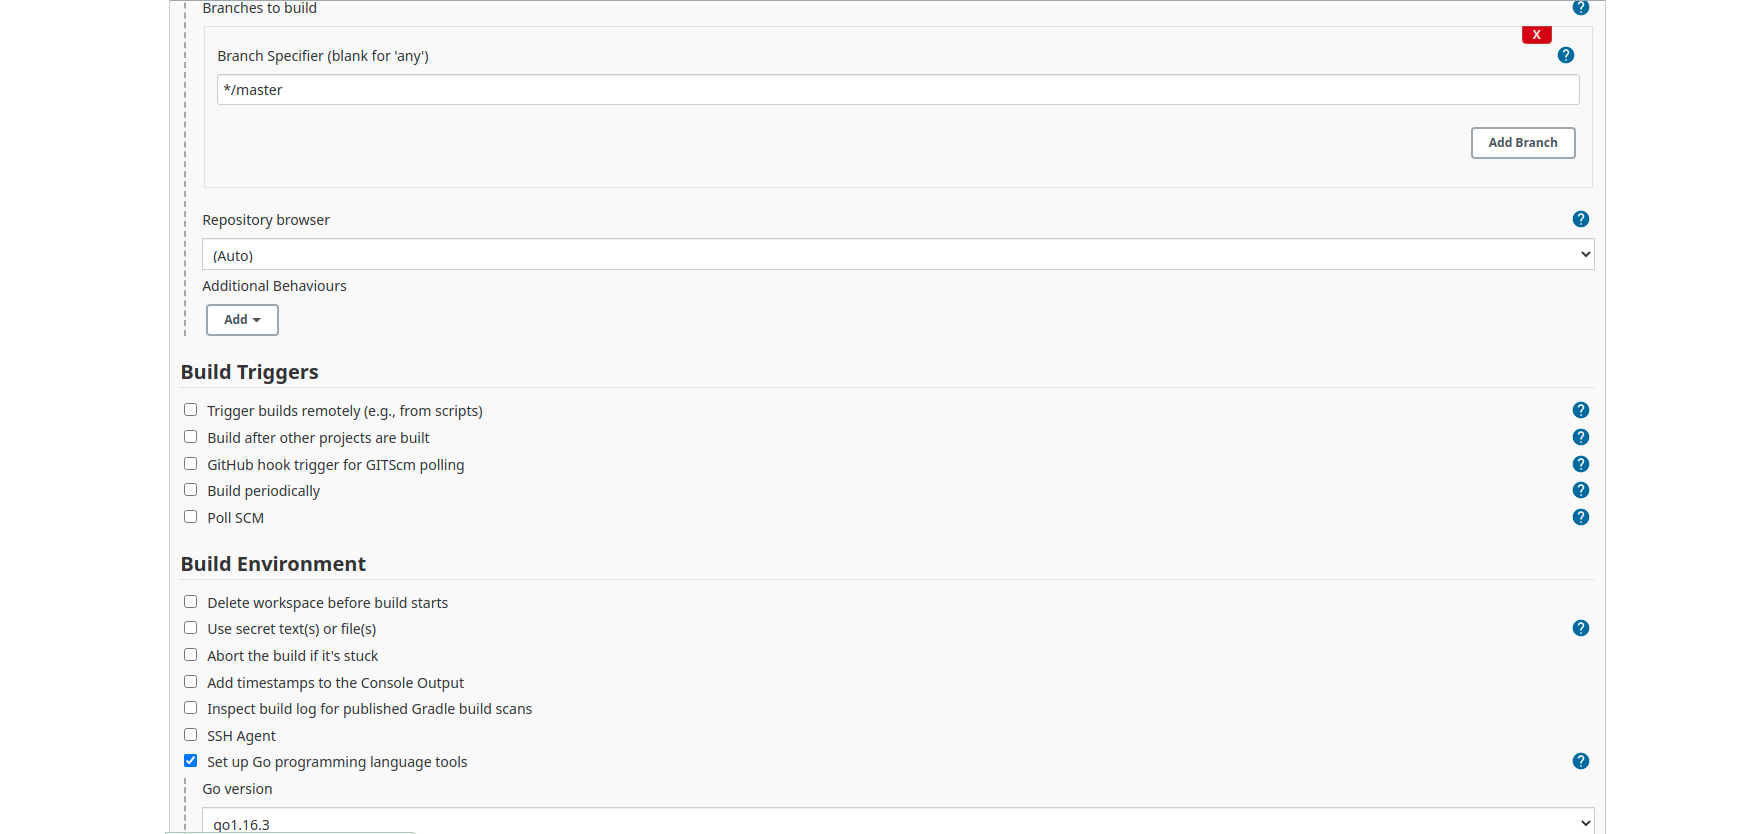 Branches to build
?
X
Branch Specifier (blank for 'any')
?
*/master
Add Branch
Repository browser
?
(Auto)
Additional Behaviours
Add
Build Triggers
Trigger builds remotely (e.g., from scripts)
?
Build after other projects are built
?
GitHub hook trigger for GITScm polling
?
Build periodically
?
Poll SCM
?
Build Environment
Delete workspace before build starts
Use secret text(s) or file(s)
?
Abort the build if it's stuck
Add timestamps to the Console Output
Inspect build log for published Gradle build scans
SSH Agent
Set up Go programming language tools
?
Go version
go1.16.3